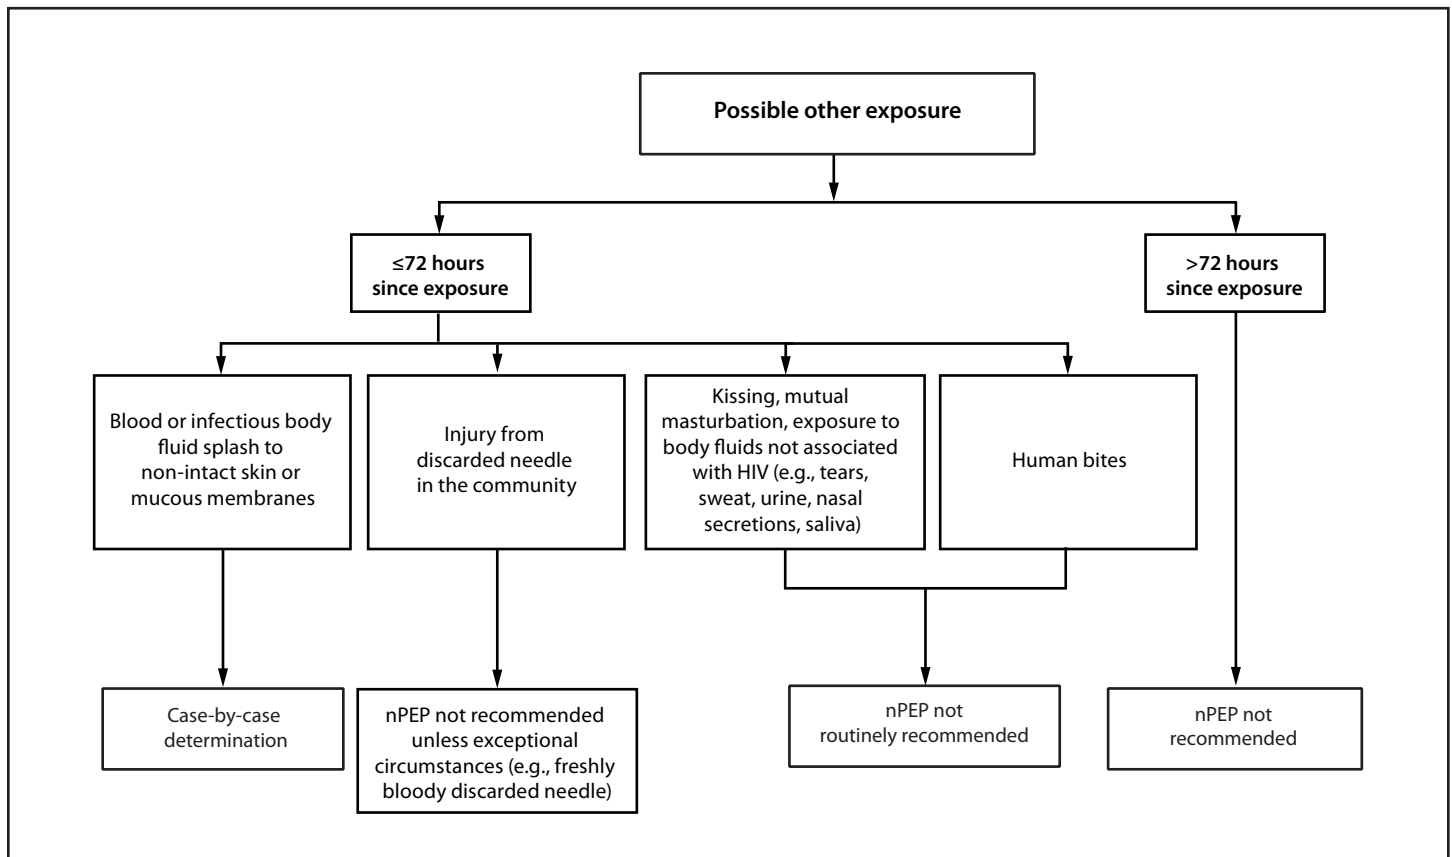 Possible other exposure
≤72 hours
since exposure
>72 hours
since exposure
Blood or infectious body
fluid splash to
non-intact skin or
mucous membranes
Injury from
discarded needle
in the community
Kissing, mutual
masturbation, exposure to
body fluids not associated
with HIV (e.g., tears,
sweat, urine, nasal
secretions, saliva)
Human bites
Case-by-case
determination
nPEP not recommended
unless exceptional
circumstances (e.g., freshly
bloody discarded needle)
nPEP not
routinely recommended
nPEP not
recommended